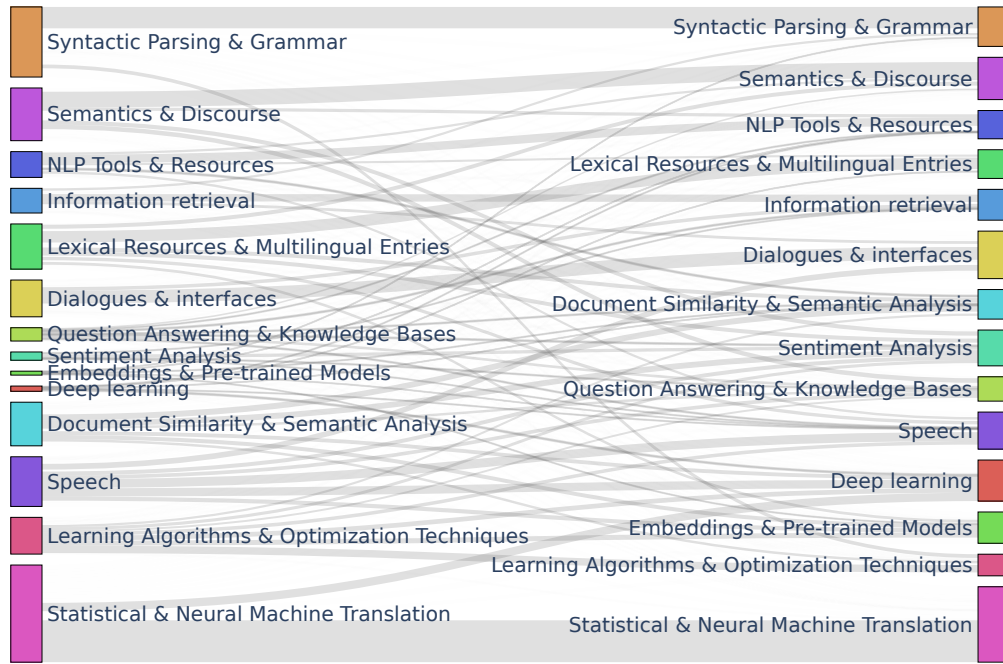 Syntactic Parsing & Grammar
Semantics & Discourse
NLP Tools & Resources
Information retrieval
Lexical Resources & Multilingual Entries
Dialogues & interfaces
Question Answering & Knowledge Bases
Sentiment Analysis
Embeddings & Pre-trained Models
Deep learning
Document Similarity & Semantic Analysis
Speech
Learning Algorithms & Optimization Techniques
Statistical & Neural Machine Translation
Syntactic Parsing & Grammar
Semantics & Discourse
NLP Tools & Resources
Lexical Resources & Multilingual Entries
Information retrieval
Dialogues & interfaces
Document Similarity & Semantic Analysis
Sentiment Analysis
Question Answering & Knowledge Bases
Speech
Deep learning
Embeddings & Pre-trained Models
Learning Algorithms & Optimization Techniques
Statistical & Neural Machine Translation